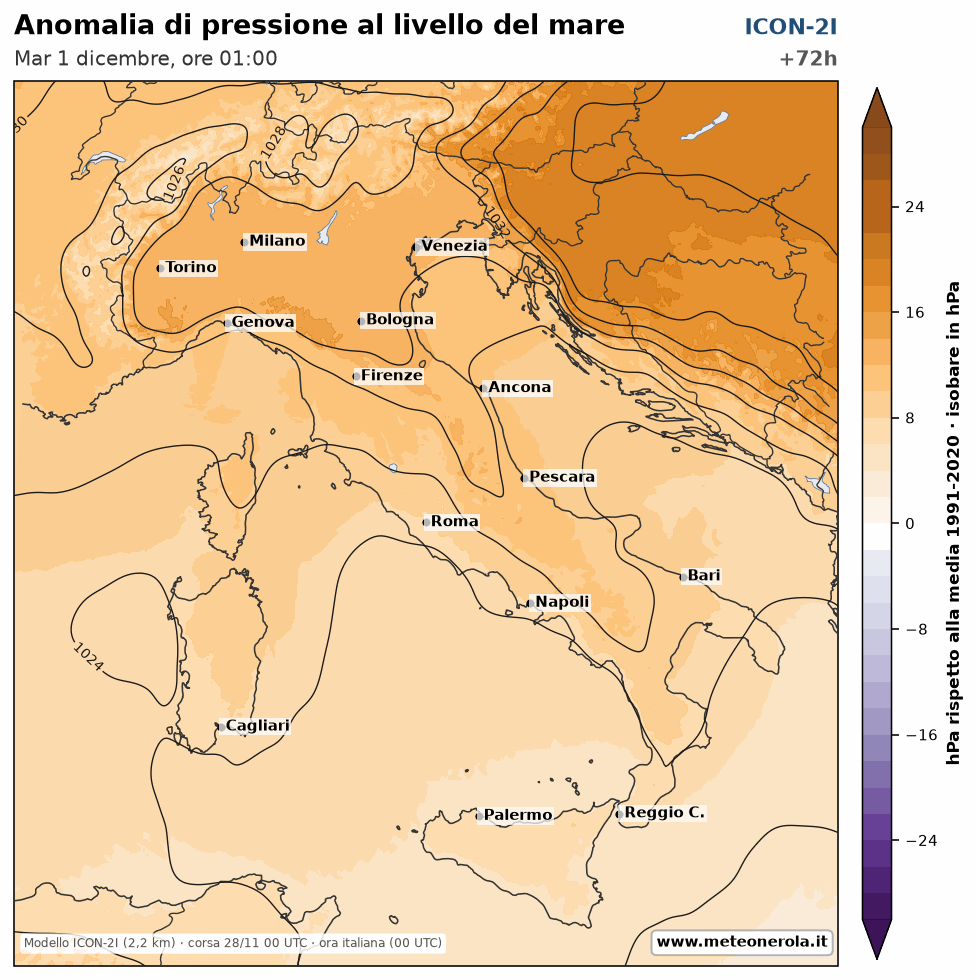 Anomalia di pressione al livello del mare
ICON-2I
Mar 1 dicembre, ore 01:00
+72h
30
1028
1026
1032
Milano
Venezia
Torino
Genova
Bologna
Firenze
Ancona
Pescara
Roma
Bari
Napoli
1024
Cagliari
Palermo
Reggio C.
24
16
8
0
−8
−16
−24
hPa rispetto alla media 1991-2020 · isobare in hPa
Modello ICON-2I (2,2 km) · corsa 28/11 00 UTC · ora italiana (00 UTC)
www.meteonerola.it